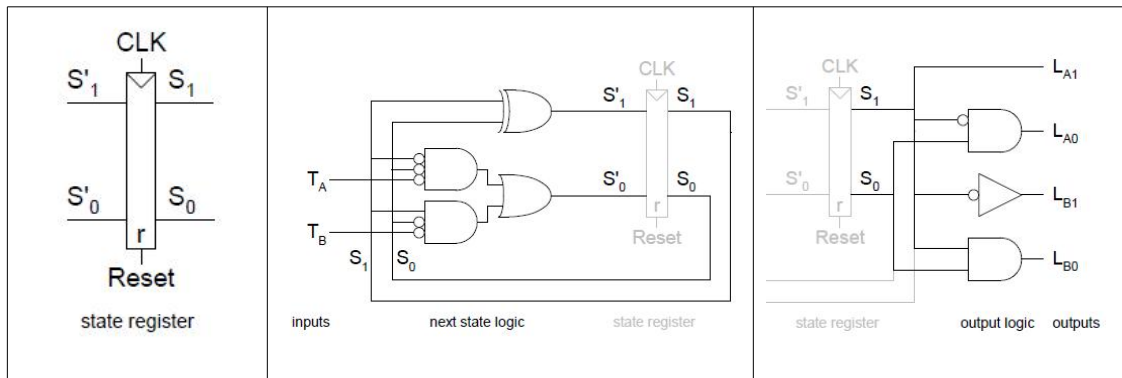 CLK
S'1 S1
S'0 S0
r
Reset
state register
CLK
S'1 S1
TA
S'0 S0
TB
r
Reset
S1 S0
inputs next state logic state register
CLK
S'1 S1
LA1
LA0
S'0 S0
LB1
r
Reset
LB0
state register output logic outputs